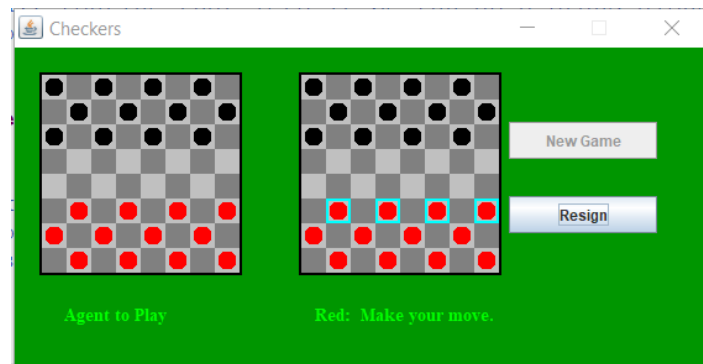 Checkers
New Game
Resign
Agent to Play
Red: Make your move.